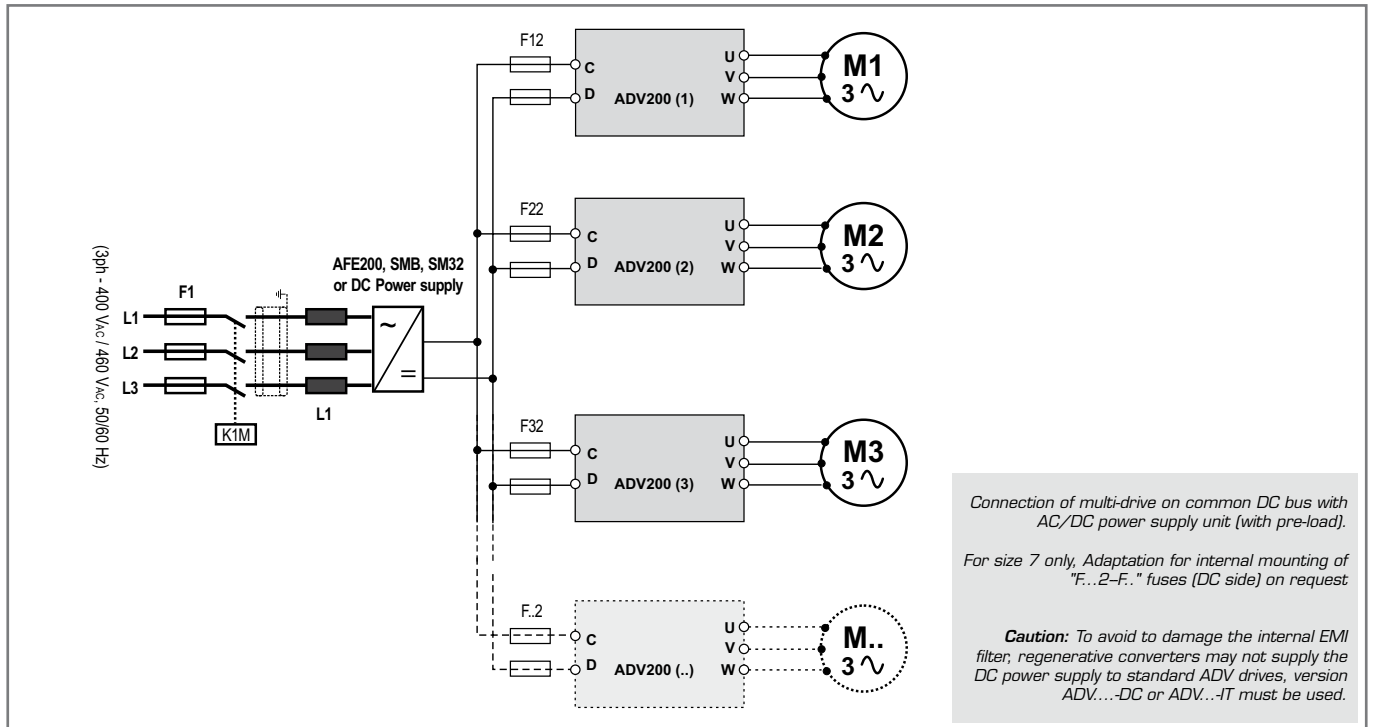 F12
C
D
ADV200 (1)
U
V
W
M1
3 ∿
F22
C
D
ADV200 (2)
U
V
W
M2
3 ∿
(3ph - 400 VAC / 460 VAC, 50/60 Hz)
AFE200, SMB, SM32
or DC Power supply
F1
L1
L2
L3
K1M
L1
~
=
F32
C
D
ADV200 (3)
U
V
W
M3
3 ∿
F..2
C
D
ADV200 (..)
U
V
W
M..
3 ∿
Connection of multi-drive on common DC bus with
AC/DC power supply unit (with pre-load).
For size 7 only, Adaptation for internal mounting of
"F...2–F.." fuses (DC side) on request
Caution: To avoid to damage the internal EMI
filter, regenerative converters may not supply the
DC power supply to standard ADV drives, version
ADV....-DC or ADV...-IT must be used.